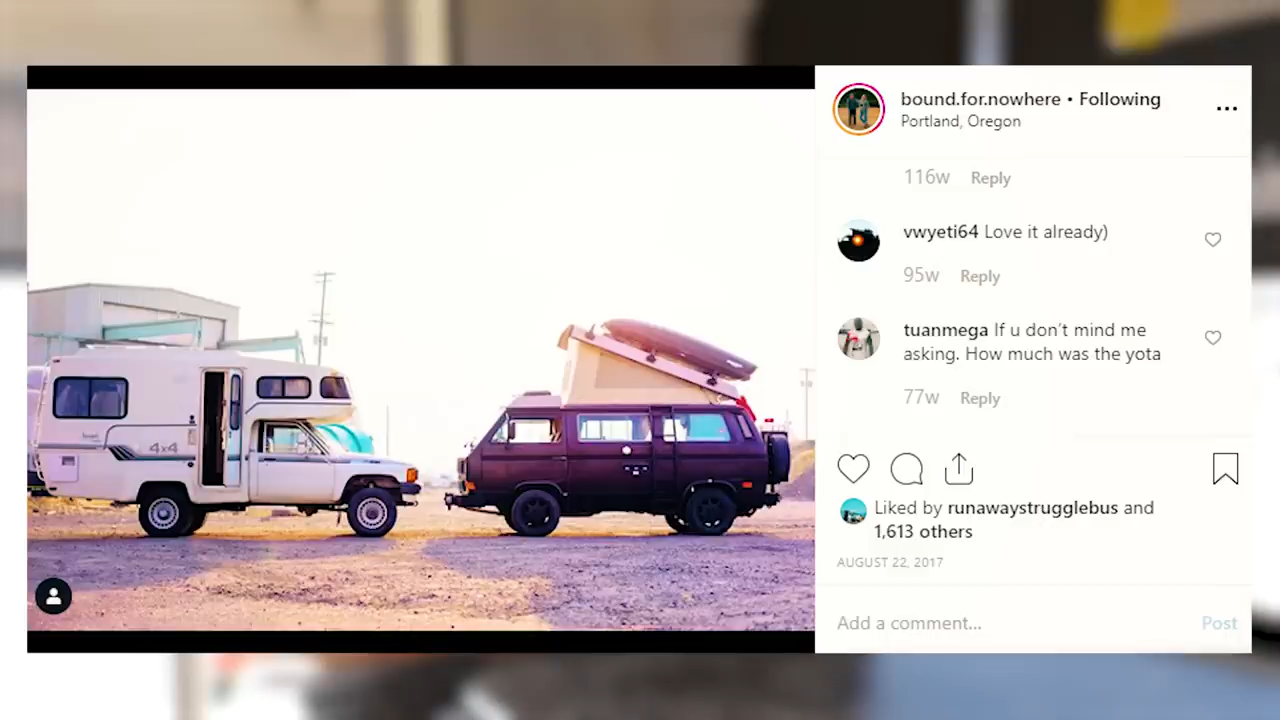 4x4
bound.for.nowhere • Following
Portland, Oregon
116w Reply
vwyeti64 Love it already)
95w Reply
tuanmega If u don't mind me
asking. How much was the yota
77w Reply
Liked by runawaystrugglebus and
1,613 others
AUGUST 22, 2017
Add a comment... Post